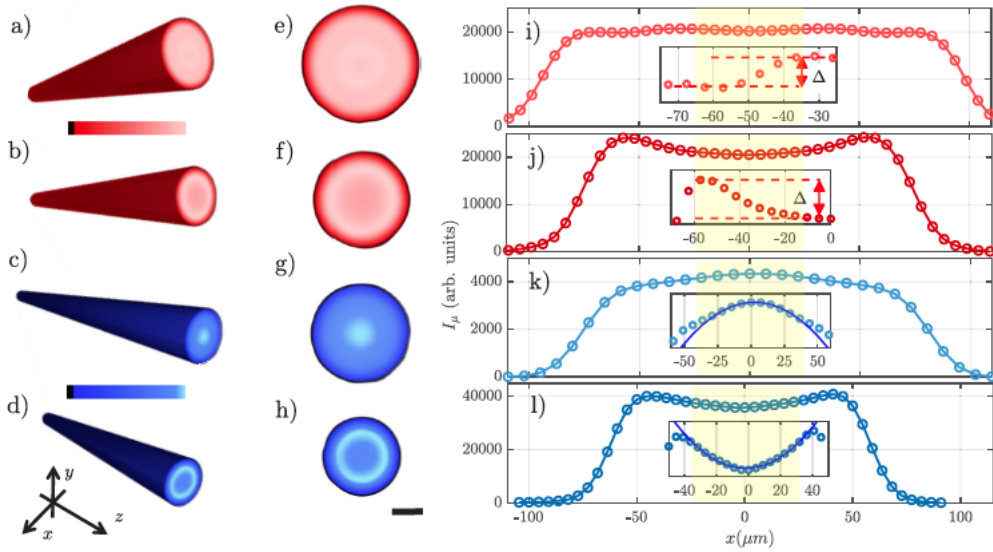 a)
b)
c)
d)
y
x
z
e)
f)
g)
h)
I_μ (arb. units)
i)
20000
10000
0
Δ
-70 -60 -50 -40 -30
j)
20000
10000
0
Δ
-60 -40 -20 0
k)
4000
2000
0
-50 -25 0 25 50
l)
40000
20000
0
-40 -20 0 20 40
-100 -50 0 50 100
x(μm)